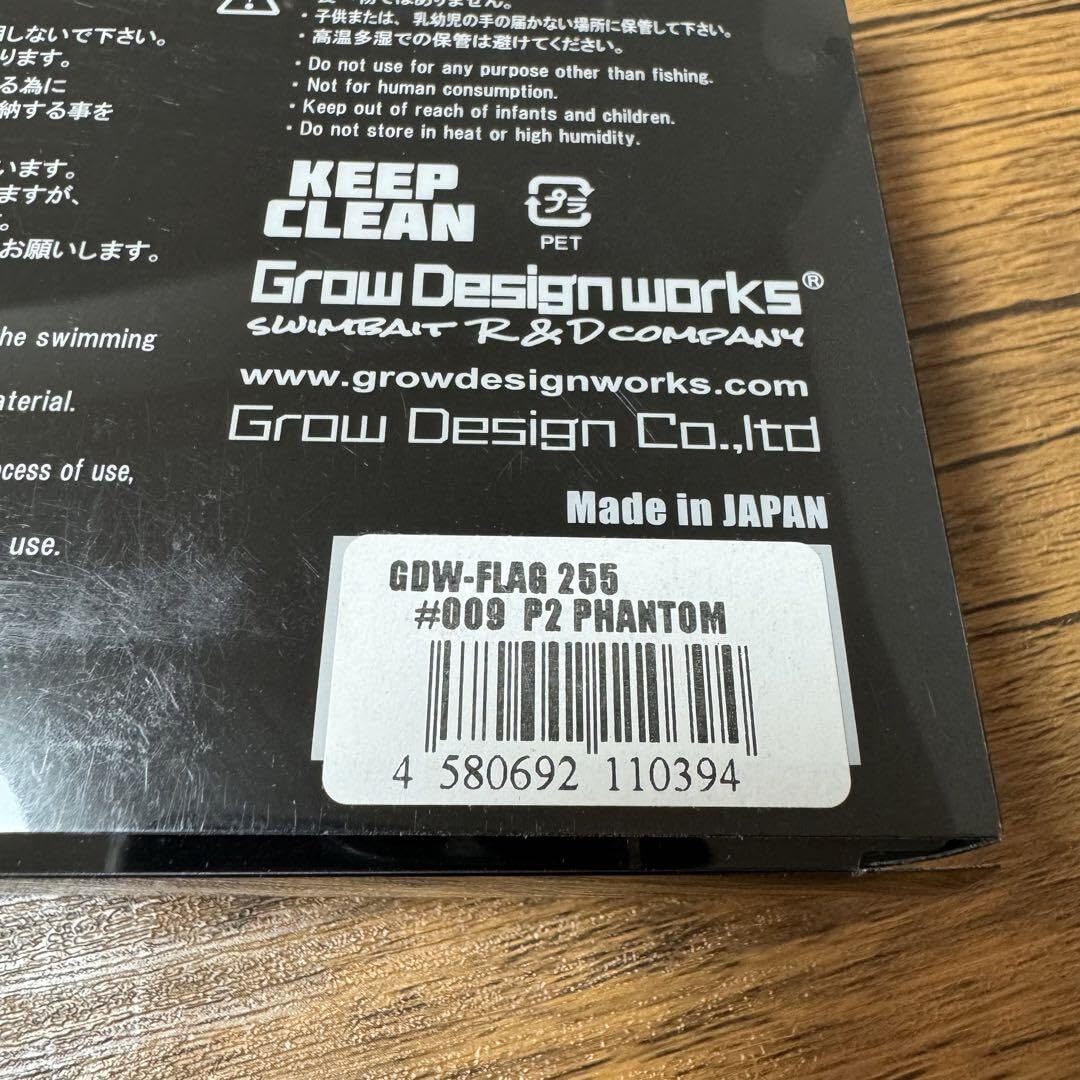 しないで下さい。
ります。
る為に
納する事を
います。
ますが、
。
お願いします。
he swimming
aterial.
ocess of use,
use.
・子供または、乳幼児の手の届かない場所に保管して下さい。
・高温多湿での保管は避けてください。
・Do not use for any purpose other than fishing.
・Not for human consumption.
・Keep out of reach of infants and children.
・Do not store in heat or high humidity.
KEEP
CLEAN
プラ
PET
Grow Design works®
SWIMBAIT R&D COMPANY
www.growdesignworks.com
Grow Design Co.,ltd
Made in JAPAN
GDW-FLAG 255
#009 P2 PHANTOM
4 580692 110394